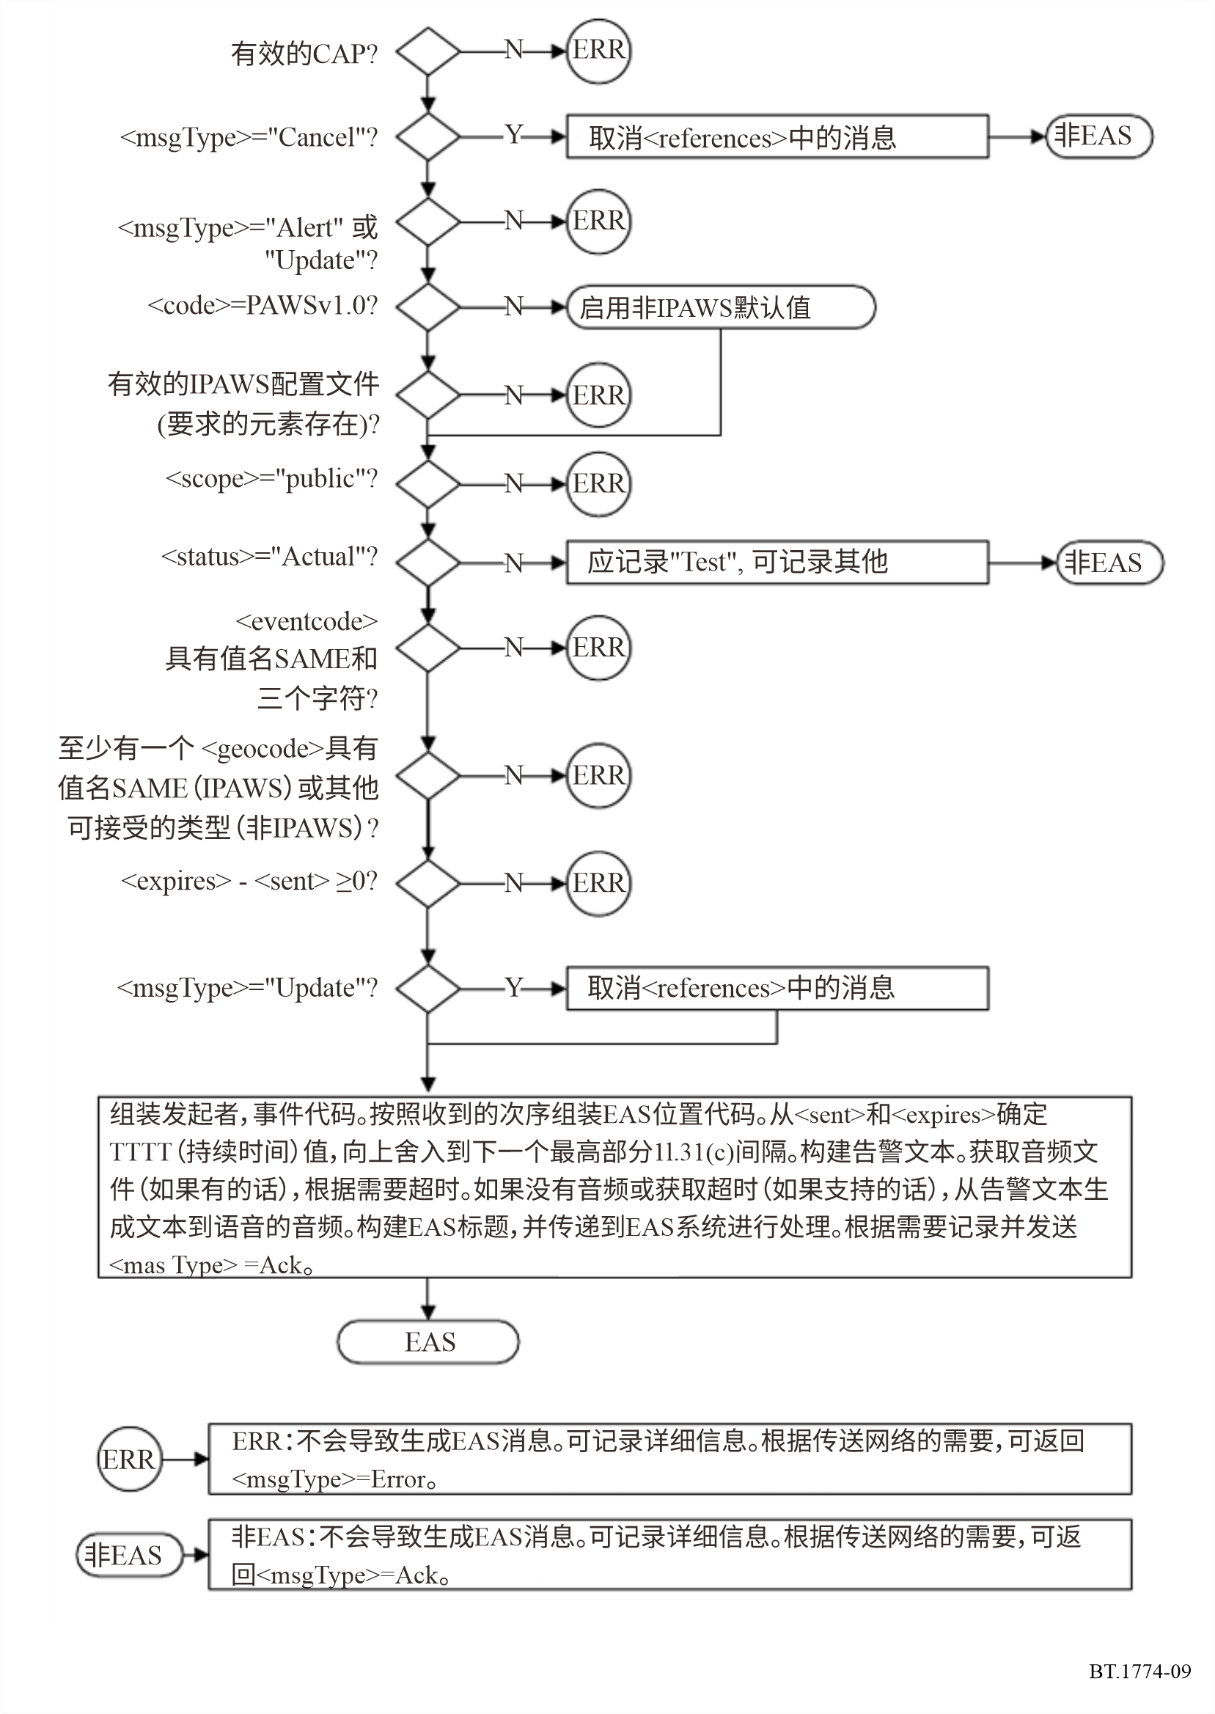 有效的CAP?
N
ERR
<msgType>="Cancel"?
Y
取消<references>中的消息
非EAS
<msgType>="Alert" 或
"Update"?
N
ERR
<code>=PAWSv1.0?
N
启用非IPAWS默认值
有效的IPAWS配置文件
(要求的元素存在)?
N
ERR
<scope>="public"?
N
ERR
<status>="Actual"?
N
应记录"Test", 可记录其他
非EAS
<eventcode>
具有值名SAME和
三个字符?
N
ERR
至少有一个 <geocode>具有
值名SAME（IPAWS）或其他
可接受的类型（非IPAWS）?
N
ERR
<expires> - <sent> ≥0?
N
ERR
<msgType>="Update"?
Y
取消<references>中的消息
组装发起者，事件代码。按照收到的次序组装EAS位置代码。从<sent>和<expires>确定
TTTT（持续时间）值，向上舍入到下一个最高部分11.31(c)间隔。构建告警文本。获取音频文
件（如果有的话），根据需要超时。如果没有音频或获取超时（如果支持的话），从告警文本生
成文本到语音的音频。构建EAS标题，并传递到EAS系统进行处理。根据需要记录并发送
<mas Type> =Ack。
EAS
ERR
ERR：不会导致生成EAS消息。可记录详细信息。根据传送网络的需要，可返回
<msgType>=Error。
非EAS
非EAS：不会导致生成EAS消息。可记录详细信息。根据传送网络的需要，可返
回<msgType>=Ack。
BT.1774-09